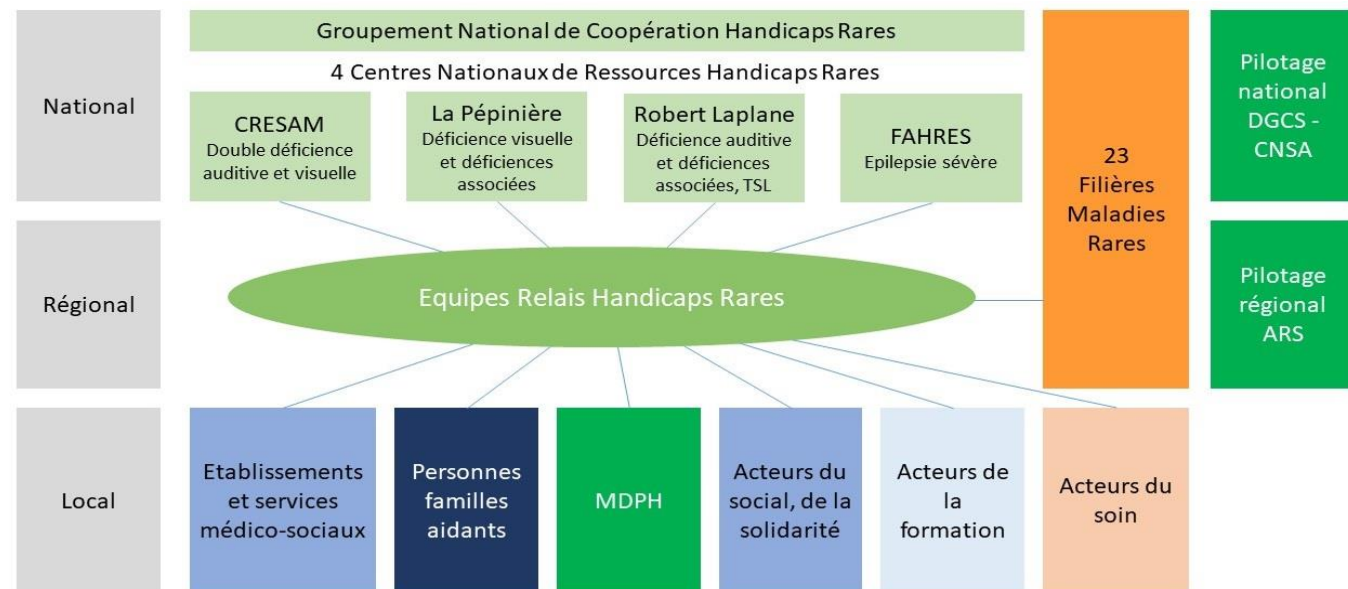 National
Groupement National de Coopération Handicaps Rares
4 Centres Nationaux de Ressources Handicaps Rares
CRESAM
Double déficience
auditive et visuelle
La Pépinière
Déficience visuelle
et déficiences
associées
Robert Laplane
Déficience auditive
et déficiences
associées, TSL
FAHRES
Epilepsie sévère
23
Filières
Maladies
Rares
Pilotage
national
DGCS -
CNSA
Régional
Equipes Relais Handicaps Rares
Pilotage
régional
ARS
Local
Etablissements
et services
médico-sociaux
Personnes
familles
aidants
MDPH
Acteurs du
social, de la
solidarité
Acteurs de
la
formation
Acteurs du
soin